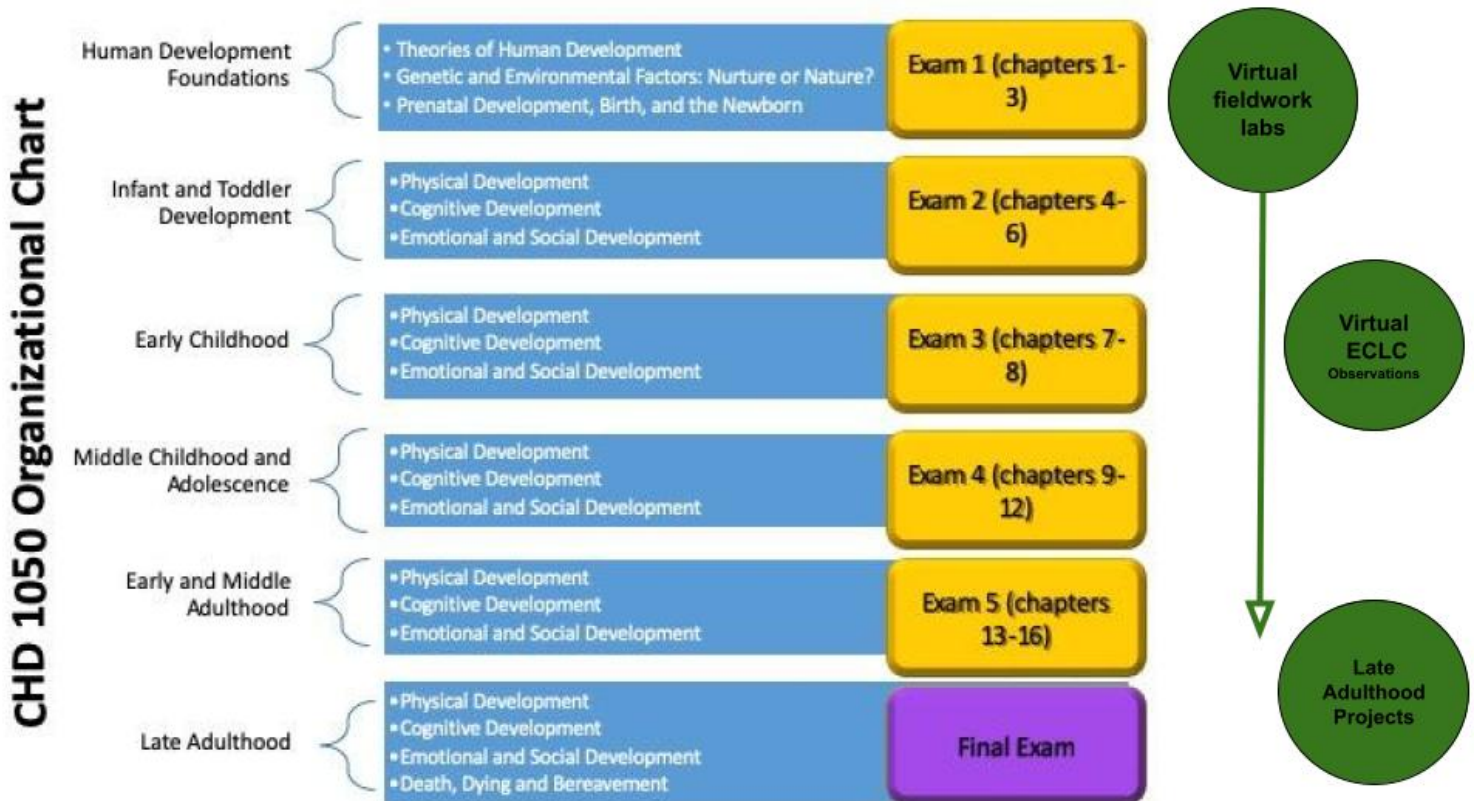 CHD 1050 Organizational Chart
Human Development
Foundations
• Theories of Human Development
• Genetic and Environmental Factors: Nurture or Nature?
• Prenatal Development, Birth, and the Newborn
Exam 1 (chapters 1-
3)
Infant and Toddler
Development
•Physical Development
•Cognitive Development
•Emotional and Social Development
Exam 2 (chapters 4-
6)
Early Childhood
•Physical Development
•Cognitive Development
•Emotional and Social Development
Exam 3 (chapters 7-
8)
Middle Childhood and
Adolescence
•Physical Development
•Cognitive Development
•Emotional and Social Development
Exam 4 (chapters 9-
12)
Early and Middle
Adulthood
•Physical Development
•Cognitive Development
•Emotional and Social Development
Exam 5 (chapters
13-16)
Late Adulthood
•Physical Development
•Cognitive Development
•Emotional and Social Development
•Death, Dying and Bereavement
Final Exam
Virtual
fieldwork
labs
Virtual
ECLC
Observations
Late
Adulthood
Projects